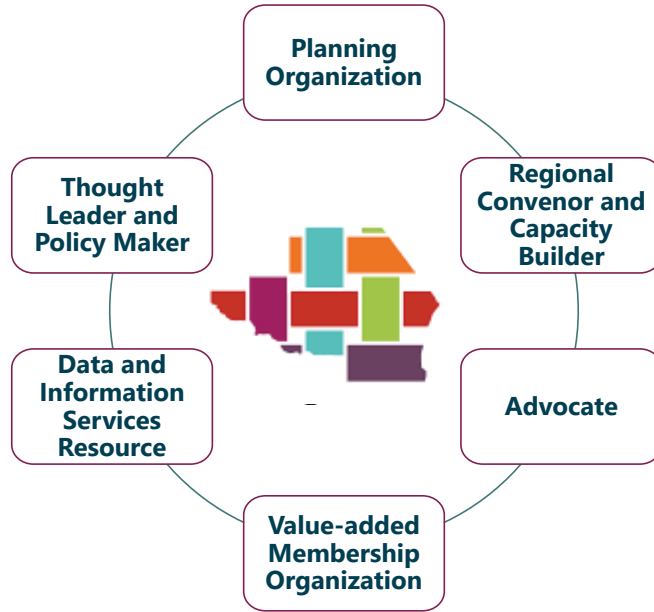 Planning
Organization
Regional
Convenor and
Capacity
Builder
Advocate
Value-added
Membership
Organization
Data and
Information
Services
Resource
Thought
Leader and
Policy Maker